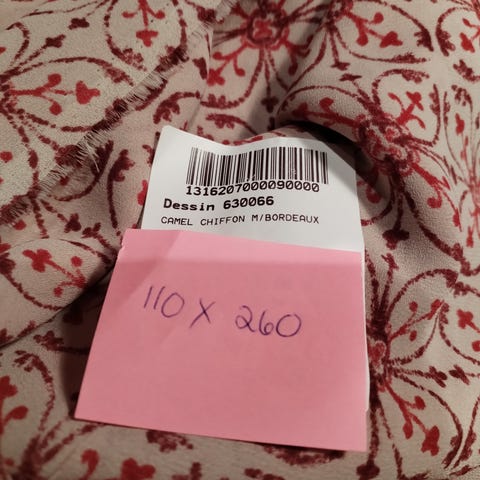 1316207000090000
Dessin 630066
CAMEL CHIFFON M/BORDEAUX
110 X 260